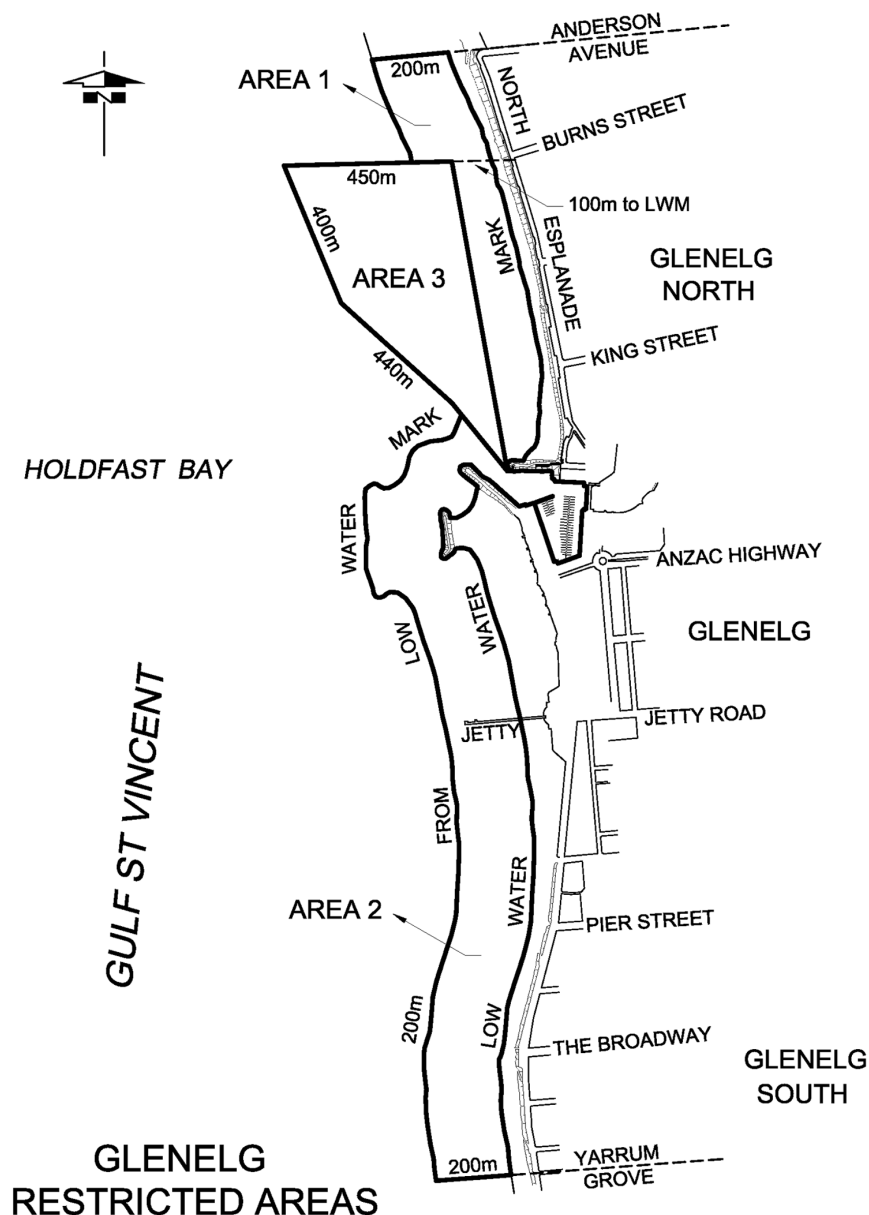 ANDERSON
AVENUE
200m
AREA 1
NORTH
BURNS STREET
N
450m
100m to LWM
400m
MARK
ESPLANADE
GLENELG
NORTH
AREA 3
KING STREET
440m
MARK
HOLDFAST BAY
WATER
ANZAC HIGHWAY
WATER
LOW
GLENELG
JETTY
JETTY ROAD
GULF ST VINCENT
FROM
WATER
AREA 2
PIER STREET
200m
LOW
THE BROADWAY
GLENELG
SOUTH
200m
YARRUM
GROVE
GLENELG
RESTRICTED AREAS